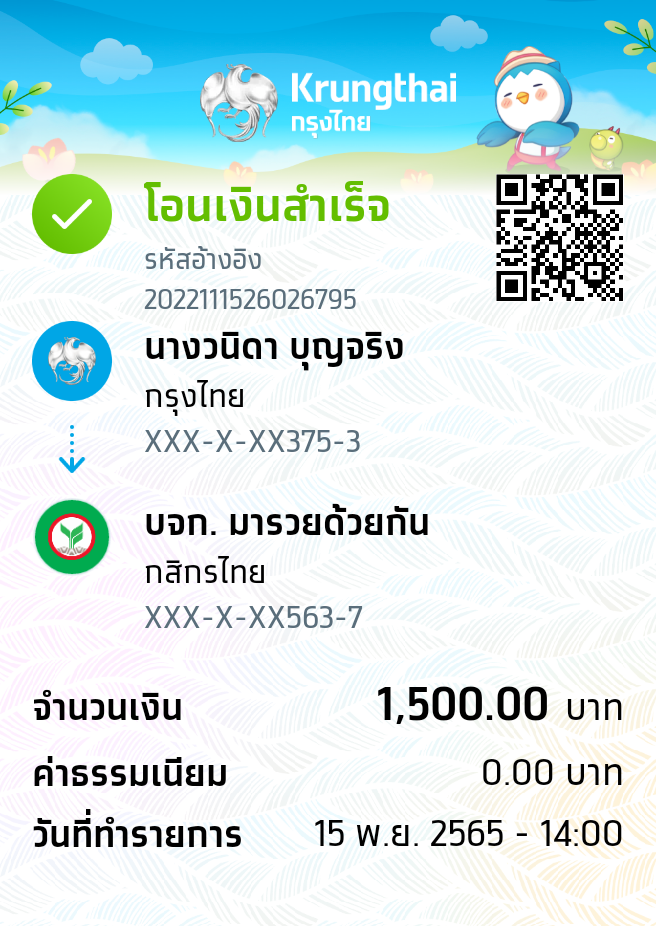 Krungthai
กรุงไทย
โอนเงินสำเร็จ
รหัสอ้างอิง
2022111526026795
นางวนิดา บุญจริง
กรุงไทย
XXX-X-XX375-3
บจก. มารวยด้วยกัน
กสิกรไทย
XXX-X-XX563-7
จำนวนเงิน 1,500.00 บาท
ค่าธรรมเนียม 0.00 บาท
วันที่ทำรายการ 15 พ.ย. 2565 - 14:00